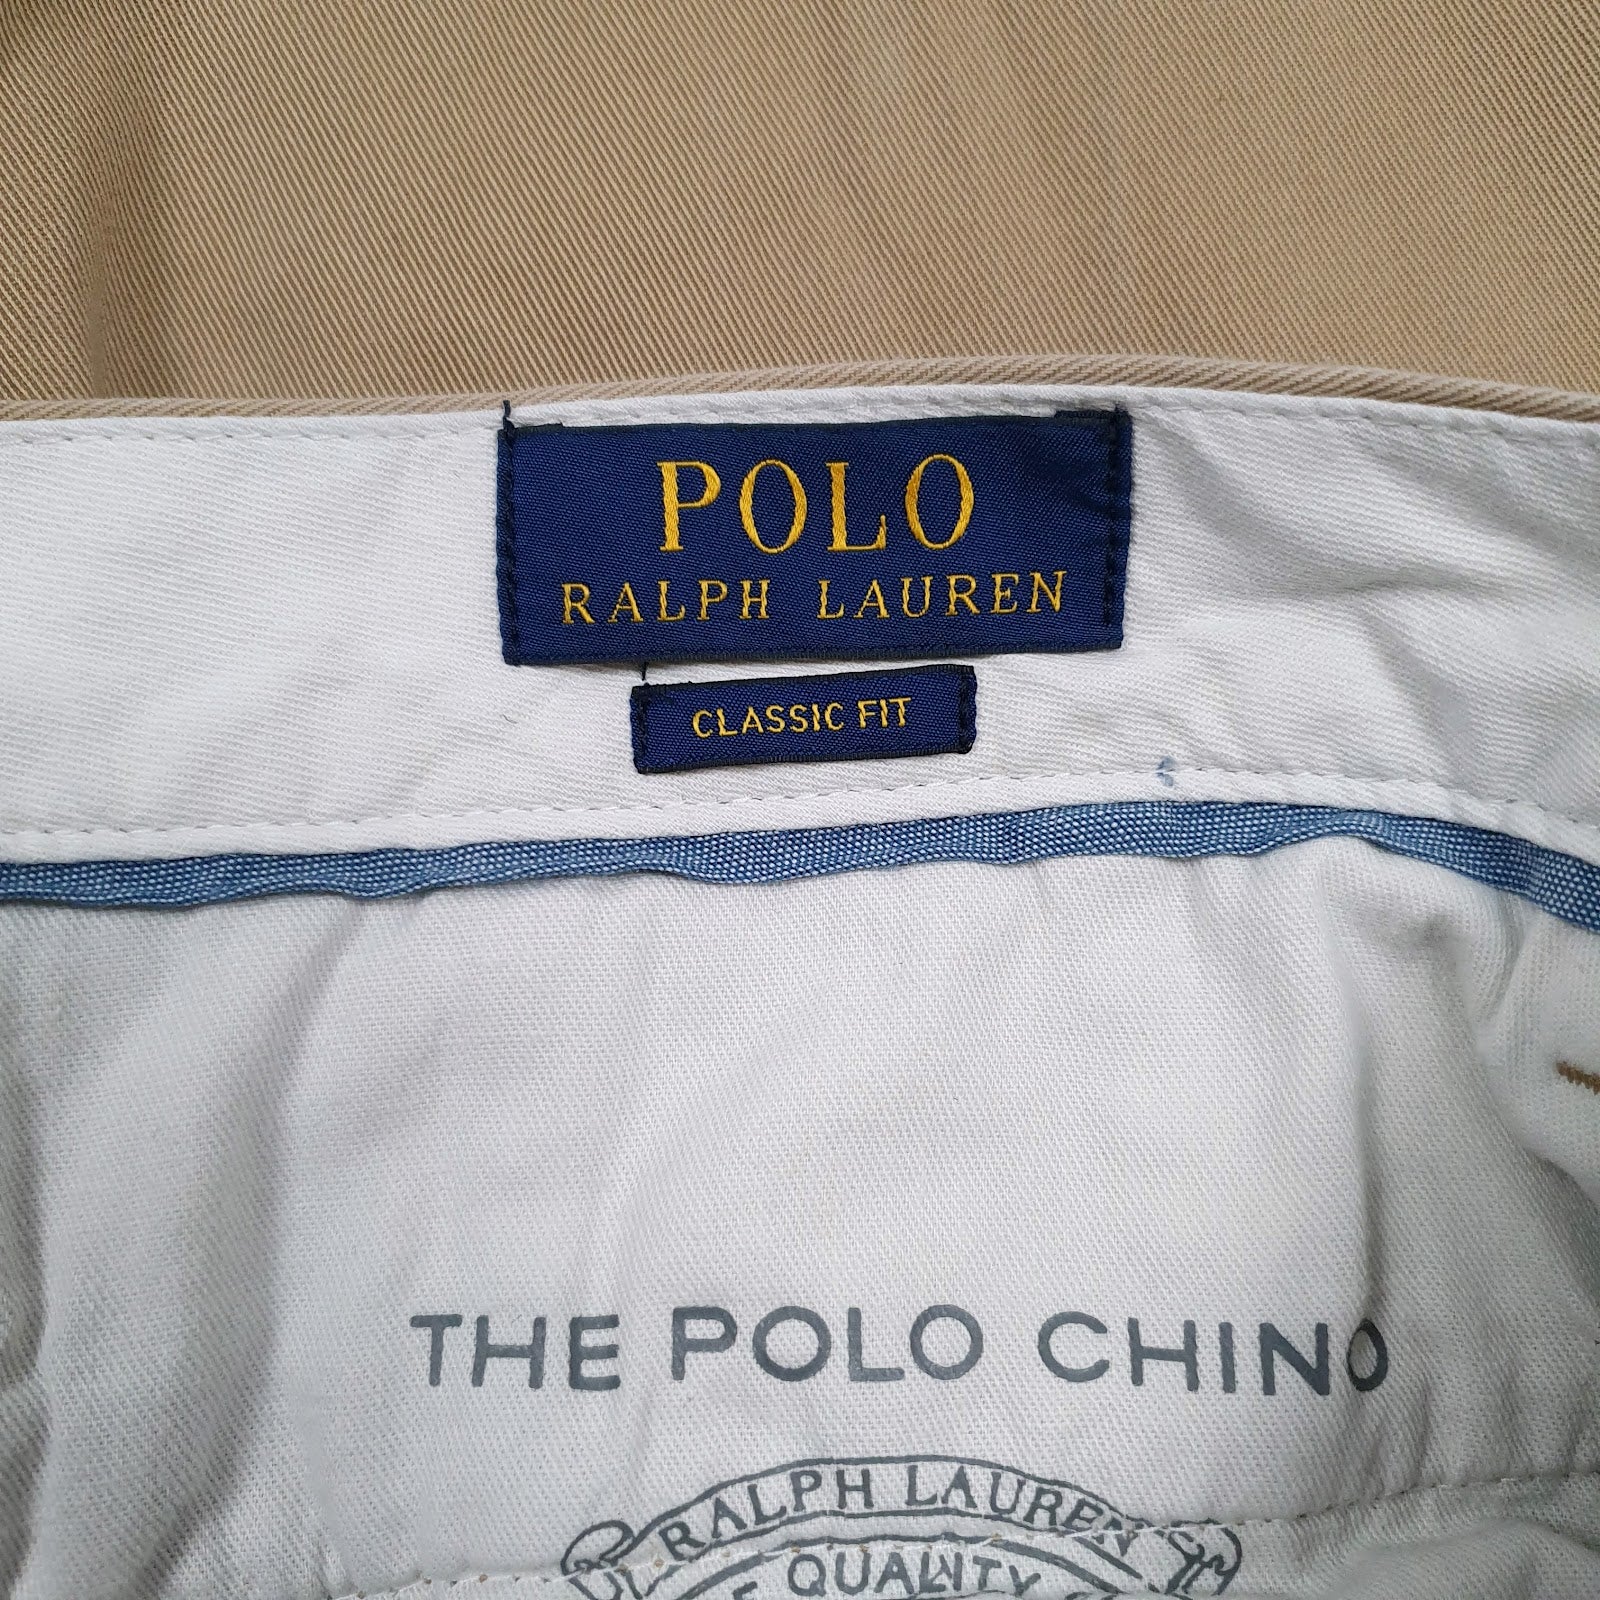 POLO
RALPH LAUREN
CLASSIC FIT
THE POLO CHINO
RALPH LAUREN
QUALITY